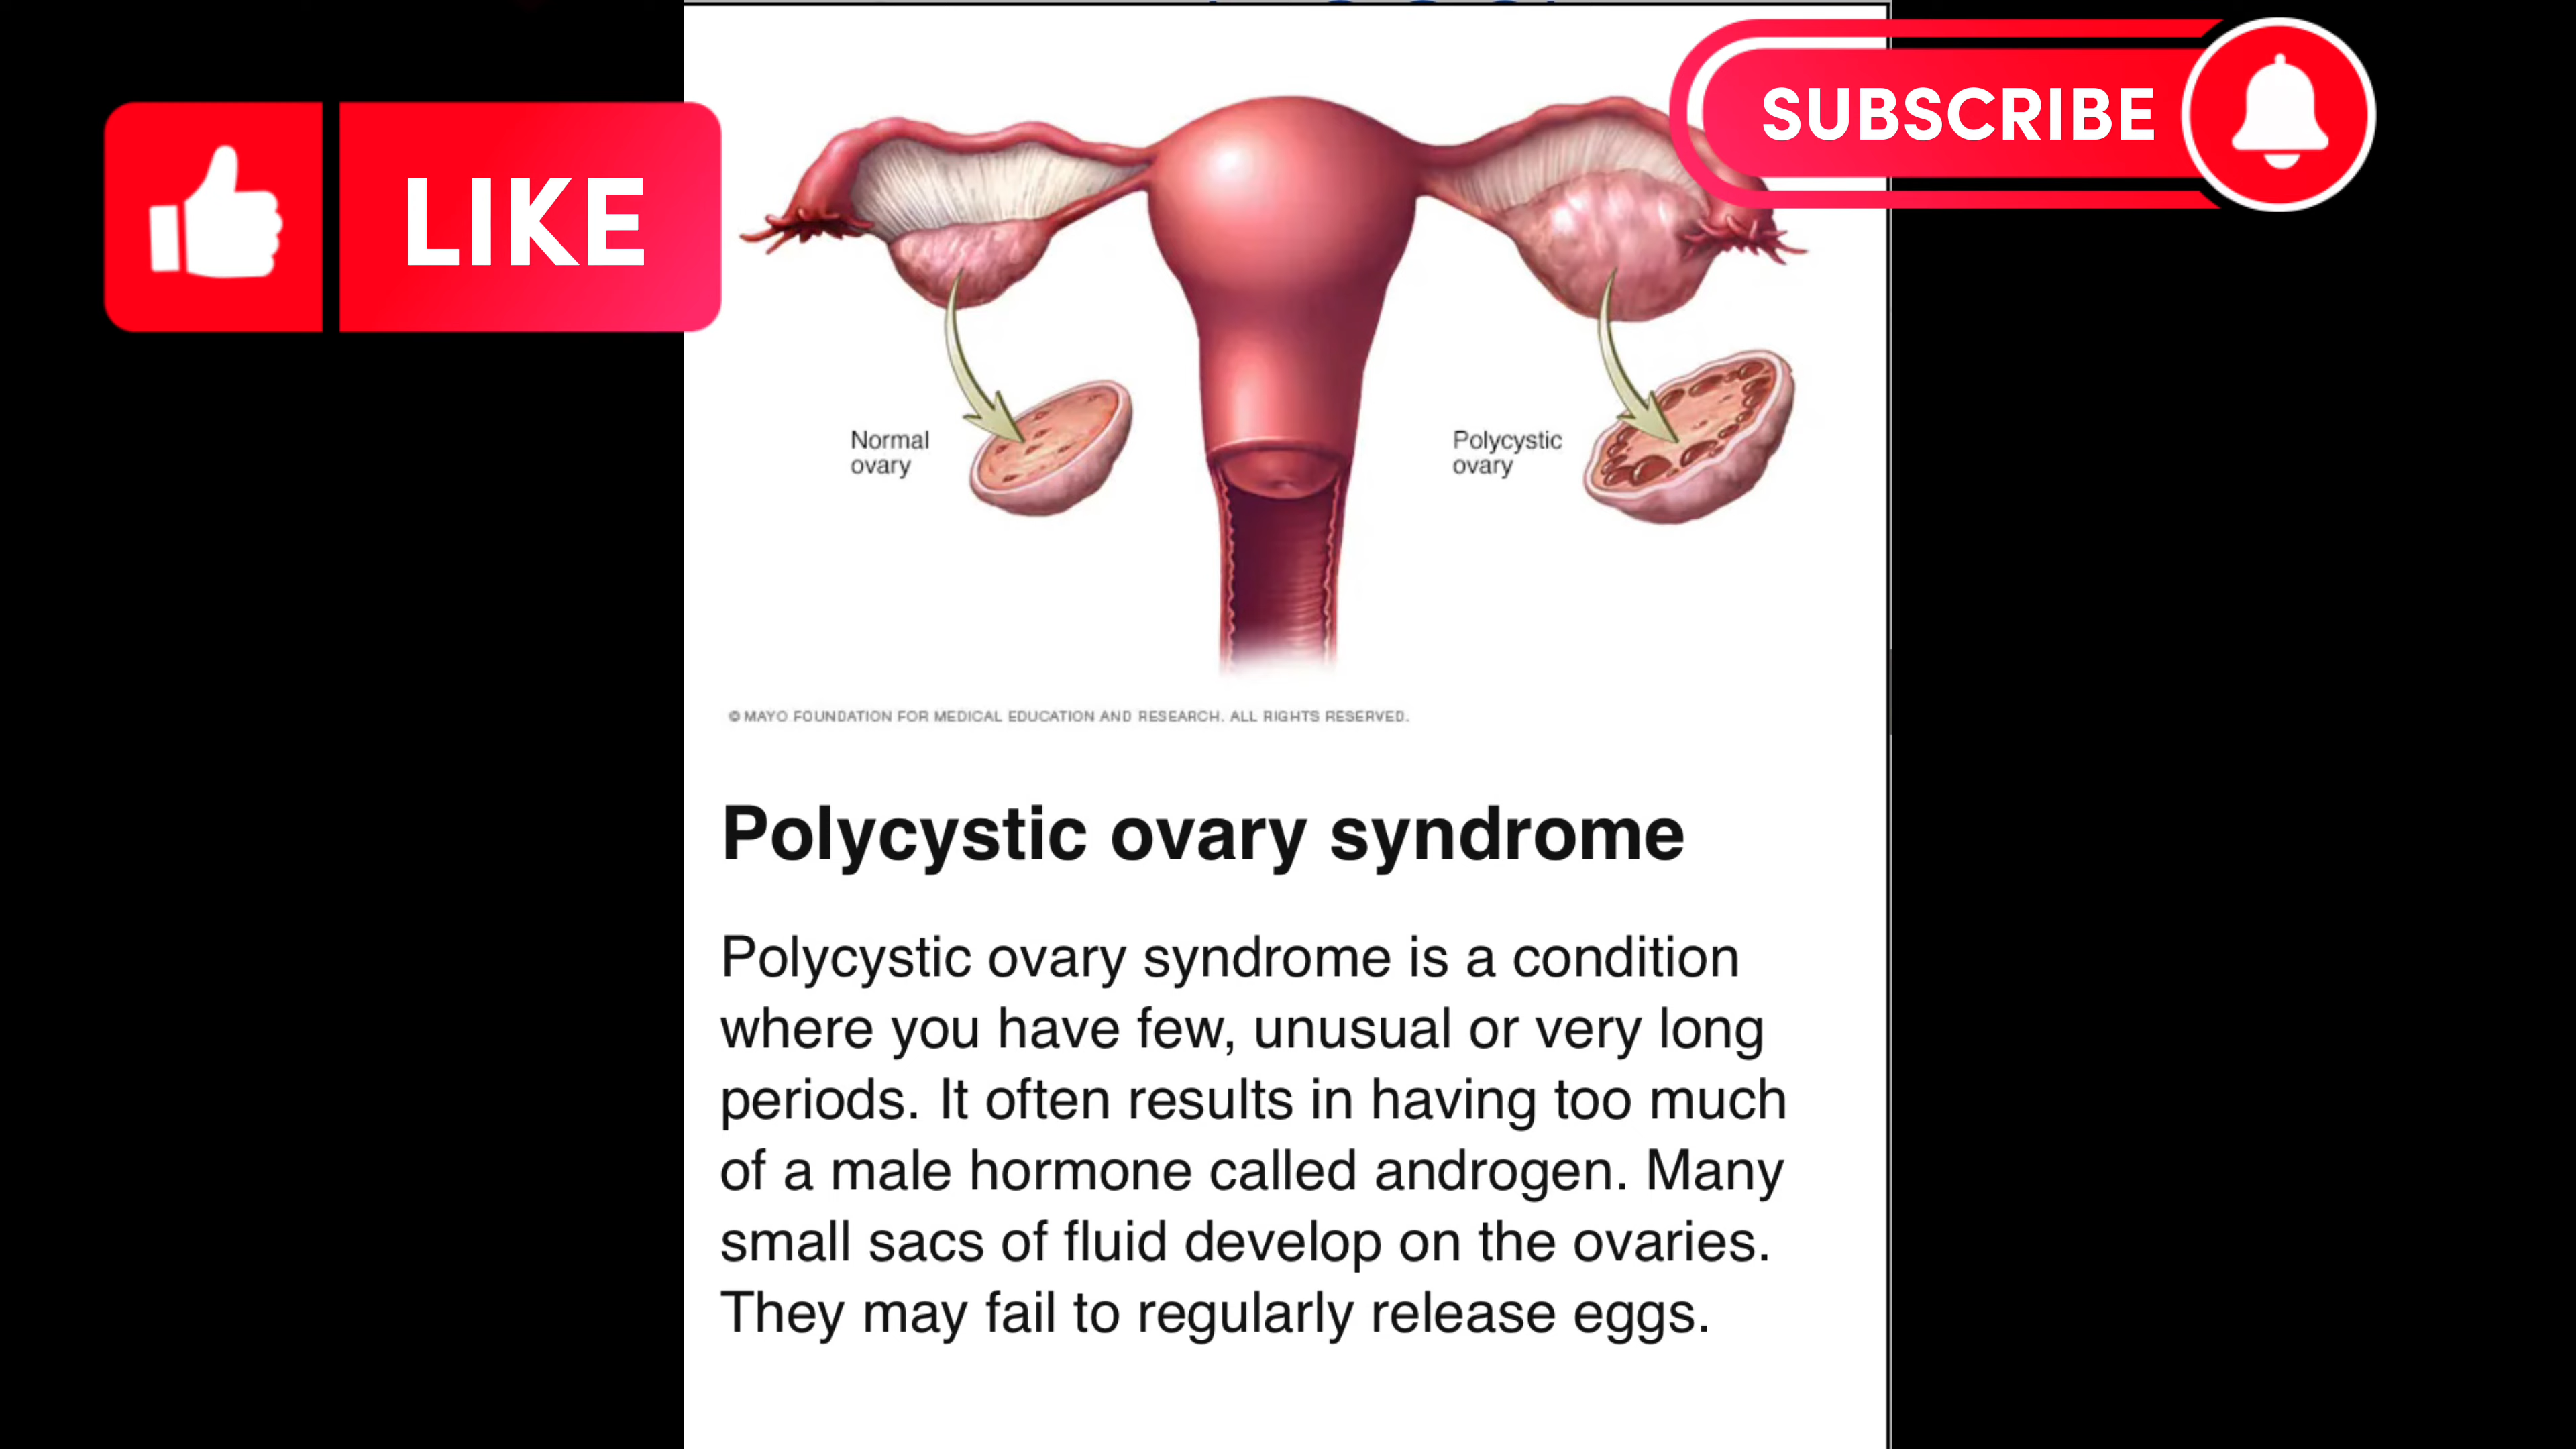 LIKE
SUBSCRIBE
Normal
ovary
Polycystic
ovary
© MAYO FOUNDATION FOR MEDICAL EDUCATION AND RESEARCH. ALL RIGHTS RESERVED.
Polycystic ovary syndrome
Polycystic ovary syndrome is a condition
where you have few, unusual or very long
periods. It often results in having too much
of a male hormone called androgen. Many
small sacs of fluid develop on the ovaries.
They may fail to regularly release eggs.